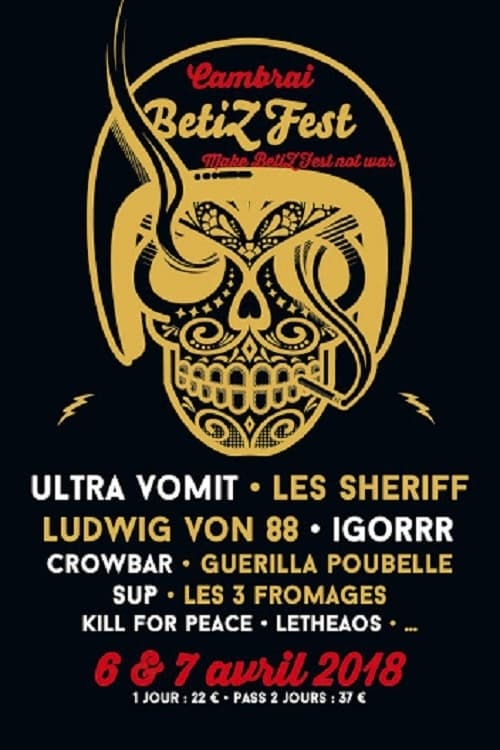 Cambrai
BetiZ Fest
Make BetiZ Fest not war
ULTRA VOMIT • LES SHERIFF
LUDWIG VON 88 • IGORRR
CROWBAR • GUERILLA POUBELLE
SUP • LES 3 FROMAGES
KILL FOR PEACE • LETHEAOS • ...
6 & 7 avril 2018
1 JOUR : 22 € • PASS 2 JOURS : 37 €